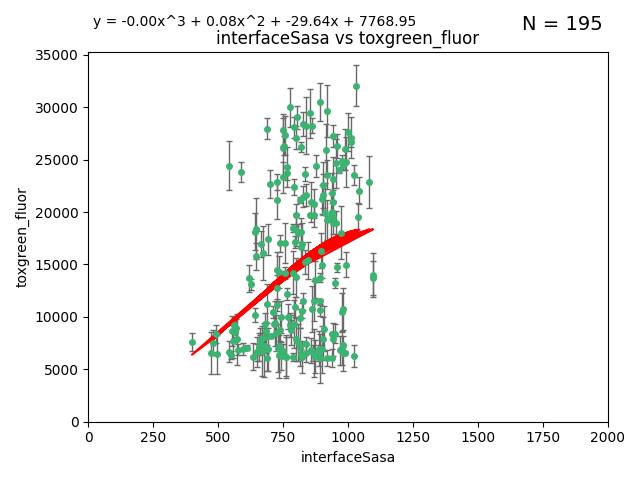 y = -0.00x^3 + 0.08x^2 + -29.64x + 7768.95
N = 195
interfaceSasa vs toxgreen_fluor
35000
30000
25000
20000
15000
10000
5000
0
toxgreen_fluor
0 250 500 750 1000 1250 1500 1750 2000
interfaceSasa